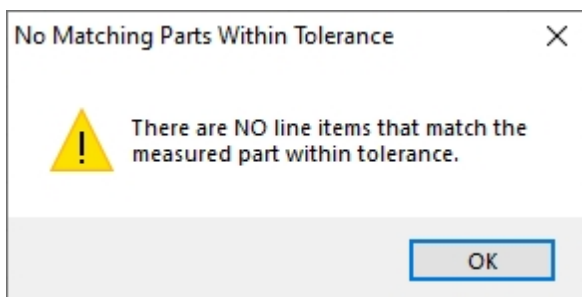 No Matching Parts Within Tolerance
There are NO line items that match the
measured part within tolerance.
OK